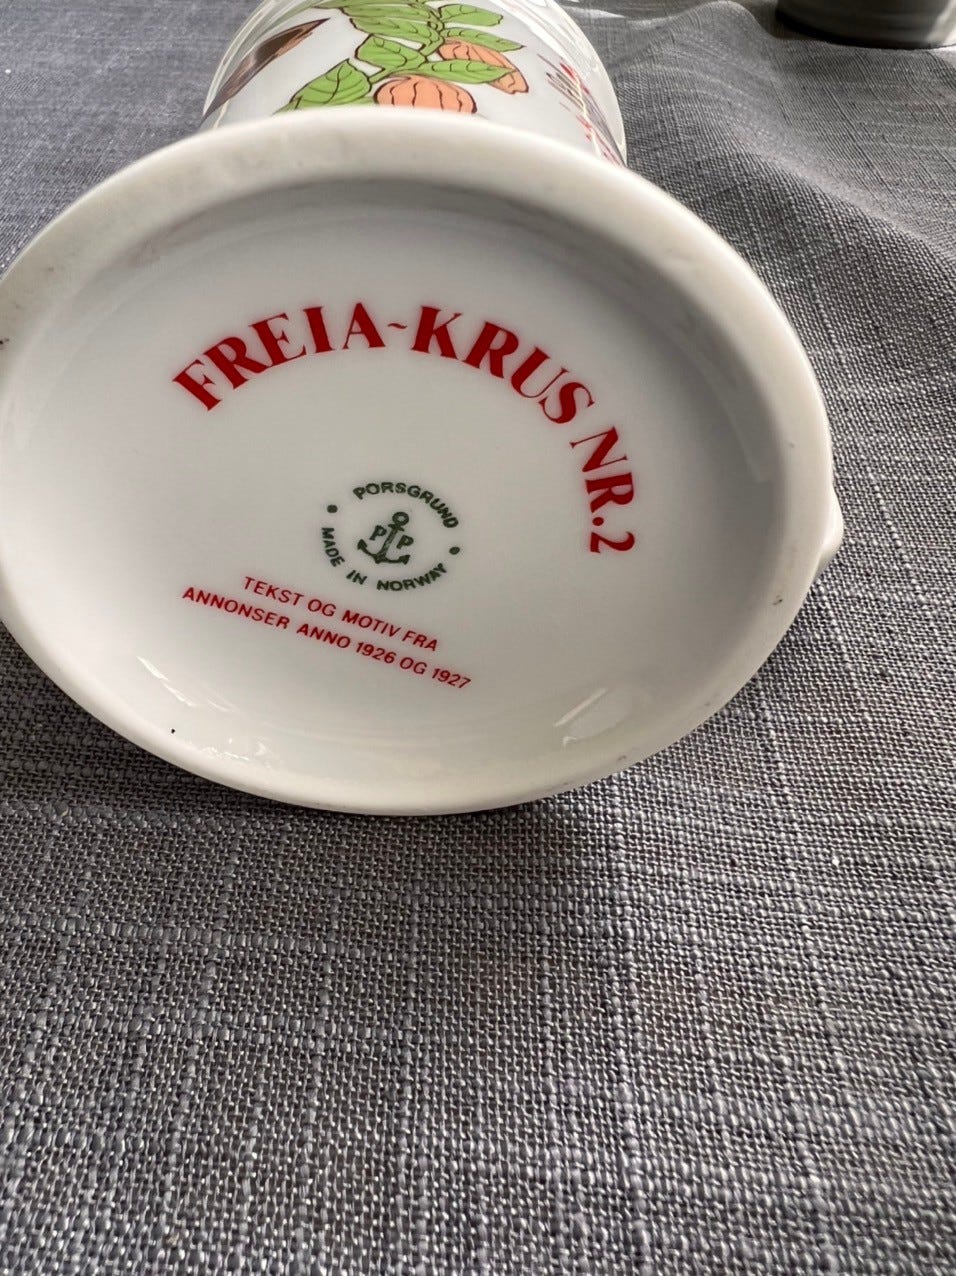 FREIA~KRUS NR.2
PORSGRUND
PP
MADE IN NORWAY
TEKST OG MOTIV FRA
ANNONSER ANNO 1926 OG 1927